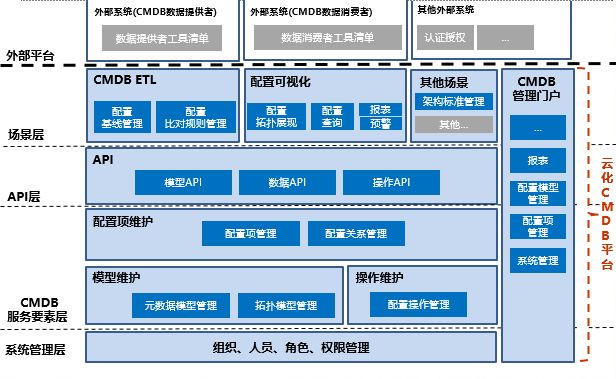 外部系统(CMDB数据提供者)
外部系统(CMDB数据消费者)
其他外部系统
数据提供者工具清单
数据消费者工具清单
认证授权
...
外部平台
CMDB ETL
配置
基线管理
配置
比对规则管理
配置可视化
配置
拓扑展现
配置
查询
报表
预警
其他场景
架构标准管理
其他...
场景层
CMDB
管理门户
...
报表
配置模型
管理
配置项
管理
系统管理
云化CMDB平台
API
模型API
数据API
操作API
API层
配置项维护
配置项管理
配置关系管理
模型维护
元数据模型管理
拓扑模型管理
操作维护
配置操作管理
CMDB
服务要素层
系统管理层
组织、人员、角色、权限管理